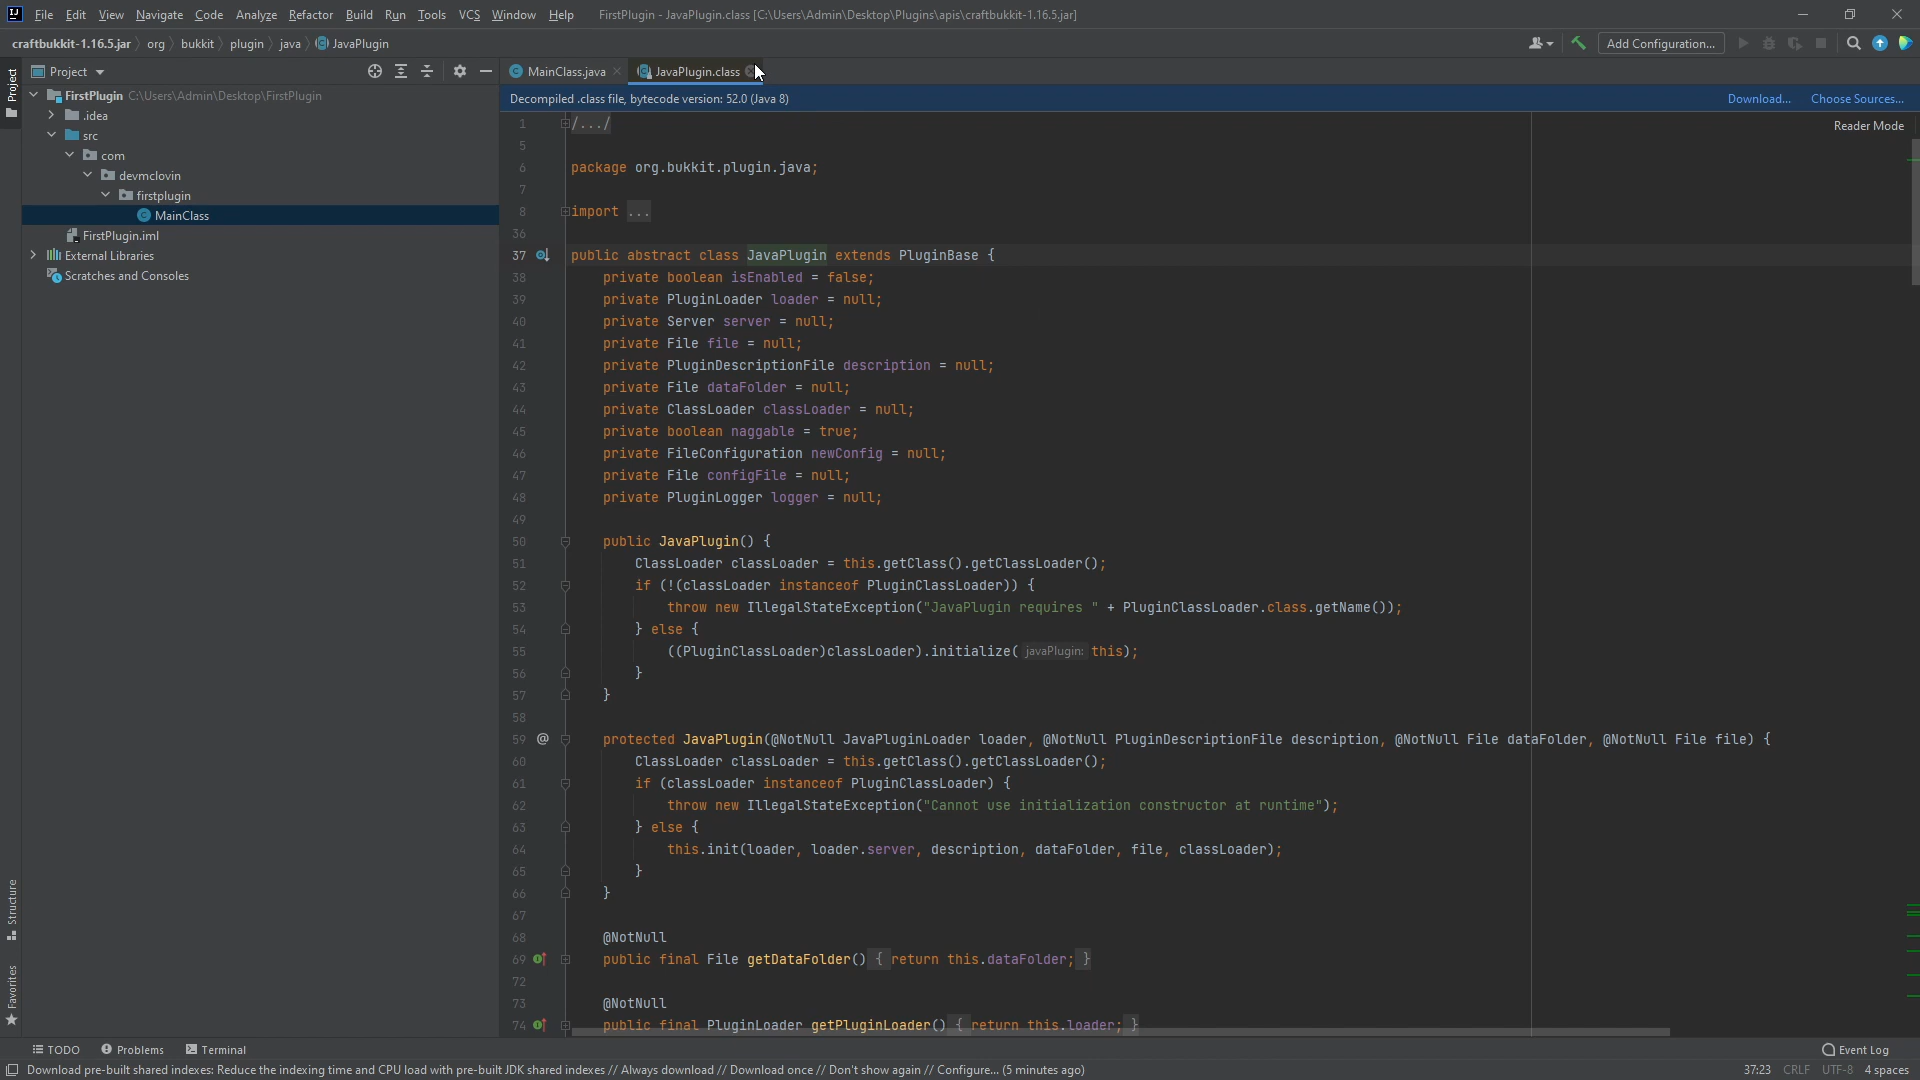 File Edit View Navigate Code Analyze Refactor Build Run Tools VCS Window Help FirstPlugin - JavaPlugin.class [C:\Users\Admin\Desktop\Plugins\apis\craftbukkit-1.16.5.jar]
craftbukkit-1.16.5.jar org bukkit plugin java JavaPlugin Add Configuration...
Project MainClass.java JavaPlugin.class
Project
FirstPlugin C:\Users\Admin\Desktop\FirstPlugin
.idea
src
com
devmclovin
firstplugin
MainClass
FirstPlugin.iml
External Libraries
Scratches and Consoles
Structure
Favorites
Decompiled .class file, bytecode version: 52.0 (Java 8) Download... Choose Sources...
Reader Mode
1 /.../
5
6 package org.bukkit.plugin.java;
7
8 import ...
36
37 public abstract class JavaPlugin extends PluginBase {
38 private boolean isEnabled = false;
39 private PluginLoader loader = null;
40 private Server server = null;
41 private File file = null;
42 private PluginDescriptionFile description = null;
43 private File dataFolder = null;
44 private ClassLoader classLoader = null;
45 private boolean naggable = true;
46 private FileConfiguration newConfig = null;
47 private File configFile = null;
48 private PluginLogger logger = null;
49
50 public JavaPlugin() {
51 ClassLoader classLoader = this.getClass().getClassLoader();
52 if (!(classLoader instanceof PluginClassLoader)) {
53 throw new IllegalStateException("JavaPlugin requires " + PluginClassLoader.class.getName());
54 } else {
55 ((PluginClassLoader)classLoader).initialize( javaPlugin: this);
56 }
57 }
58
59 @ protected JavaPlugin(@NotNull JavaPluginLoader loader, @NotNull PluginDescriptionFile description, @NotNull File dataFolder, @NotNull File file) {
60 ClassLoader classLoader = this.getClass().getClassLoader();
61 if (classLoader instanceof PluginClassLoader) {
62 throw new IllegalStateException("Cannot use initialization constructor at runtime");
63 } else {
64 this.init(loader, loader.server, description, dataFolder, file, classLoader);
65 }
66 }
67
68 @NotNull
69 public final File getDataFolder() { return this.dataFolder; }
72
73 @NotNull
74 public final PluginLoader getPluginLoader() { return this.loader; }
TODO Problems Terminal Event Log
Download pre-built shared indexes: Reduce the indexing time and CPU load with pre-built JDK shared indexes // Always download // Download once // Don't show again // Configure... (5 minutes ago) 37:23 CRLF UTF-8 4 spaces